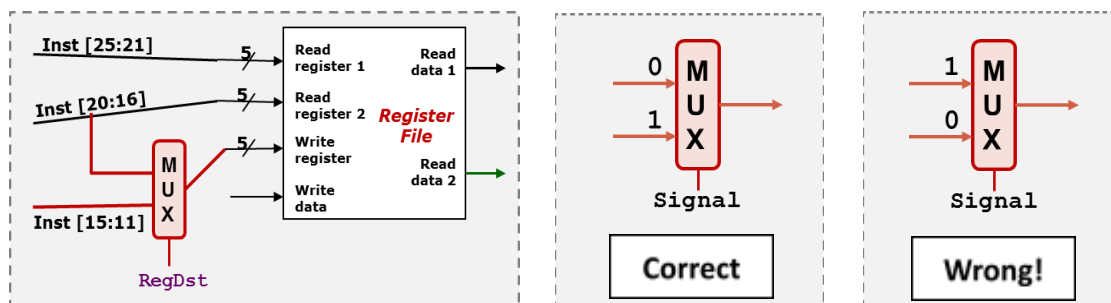 Inst [25:21]
5
Read
register 1
Read
data 1
Inst [20:16]
5
Read
register 2
Register
File
5
Write
register
Read
data 2
Write
data
M
U
X
Inst [15:11]
RegDst
0
1
M
U
X
Signal
Correct
1
0
M
U
X
Signal
Wrong!